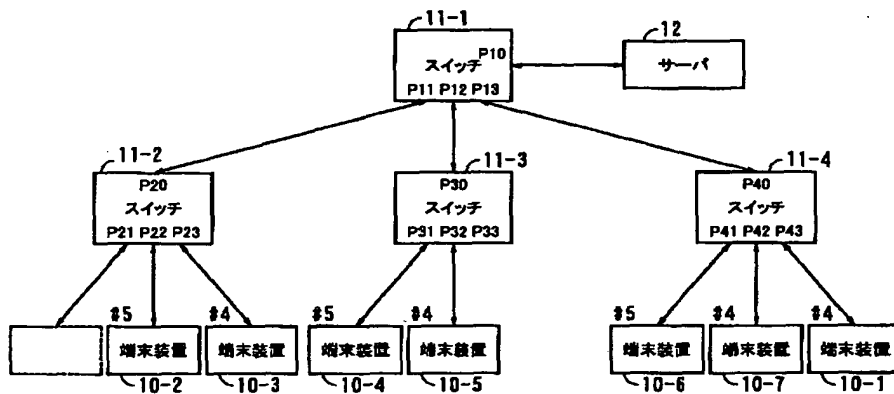 11-1
12
スイッチ P10
サーバ
P11 P12 P13
11-2
11-3
11-4
P20
スイッチ
P21 P22 P23
P30
スイッチ
P31 P32 P33
P40
スイッチ
P41 P42 P43
#5
#4
#5
#4
#5
#4
#4
端末装置
端末装置
端末装置
端末装置
端末装置
端末装置
端末装置
10-2
10-3
10-4
10-5
10-6
10-7
10-1